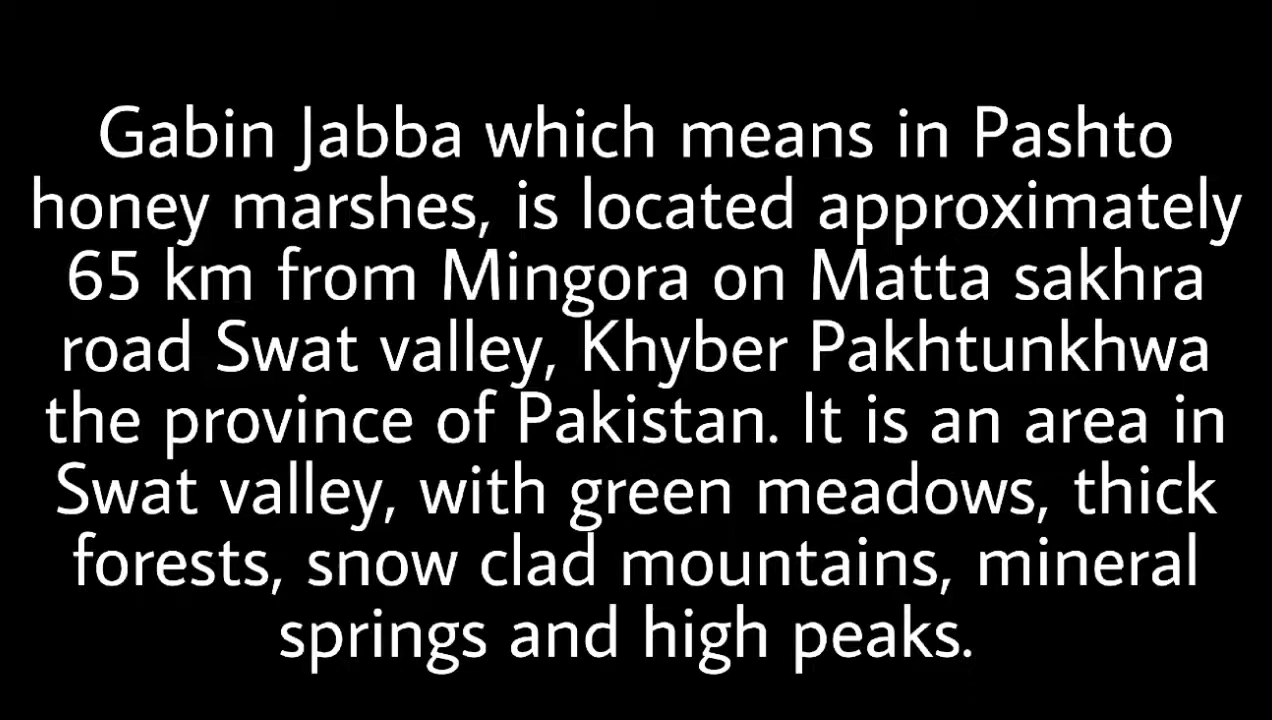 Gabin Jabba which means in Pashto
honey marshes, is located approximately
65 km from Mingora on Matta sakhra
road Swat valley, Khyber Pakhtunkhwa
the province of Pakistan. It is an area in
Swat valley, with green meadows, thick
forests, snow clad mountains, mineral
springs and high peaks.